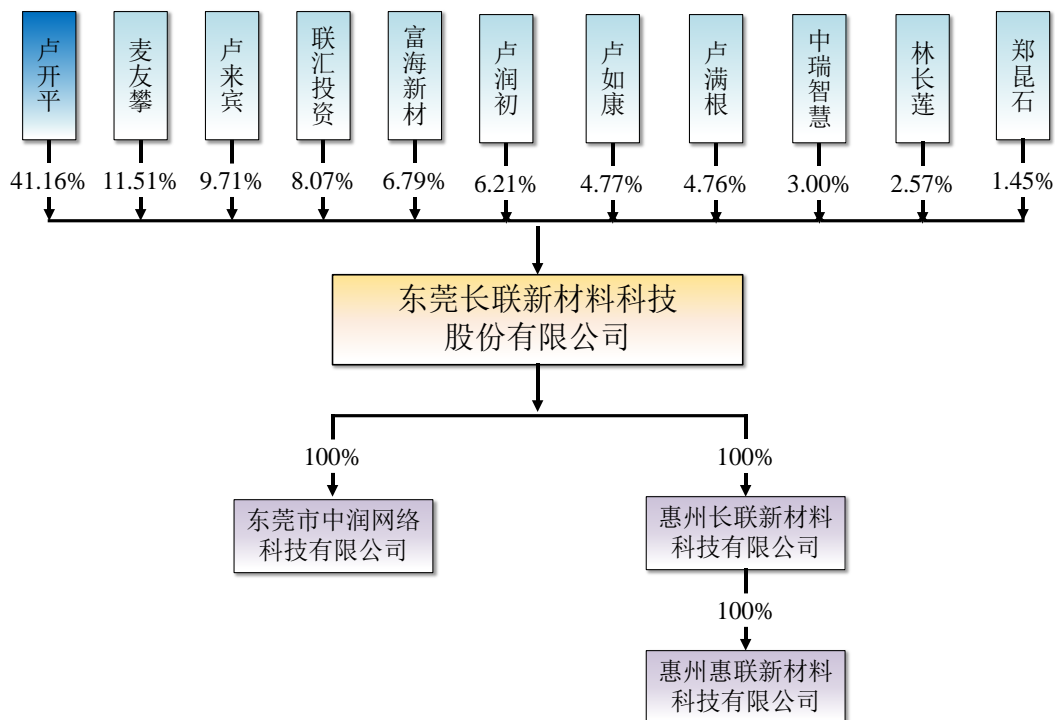 卢开平
麦友攀
卢来宾
联汇投资
富海新材
卢润初
卢如康
卢满根
中瑞智慧
林长莲
郑昆石
41.16%
11.51%
9.71%
8.07%
6.79%
6.21%
4.77%
4.76%
3.00%
2.57%
1.45%
东莞长联新材料科技
股份有限公司
100%
100%
东莞市中润网络
科技有限公司
惠州长联新材料
科技有限公司
100%
惠州惠联新材料
科技有限公司